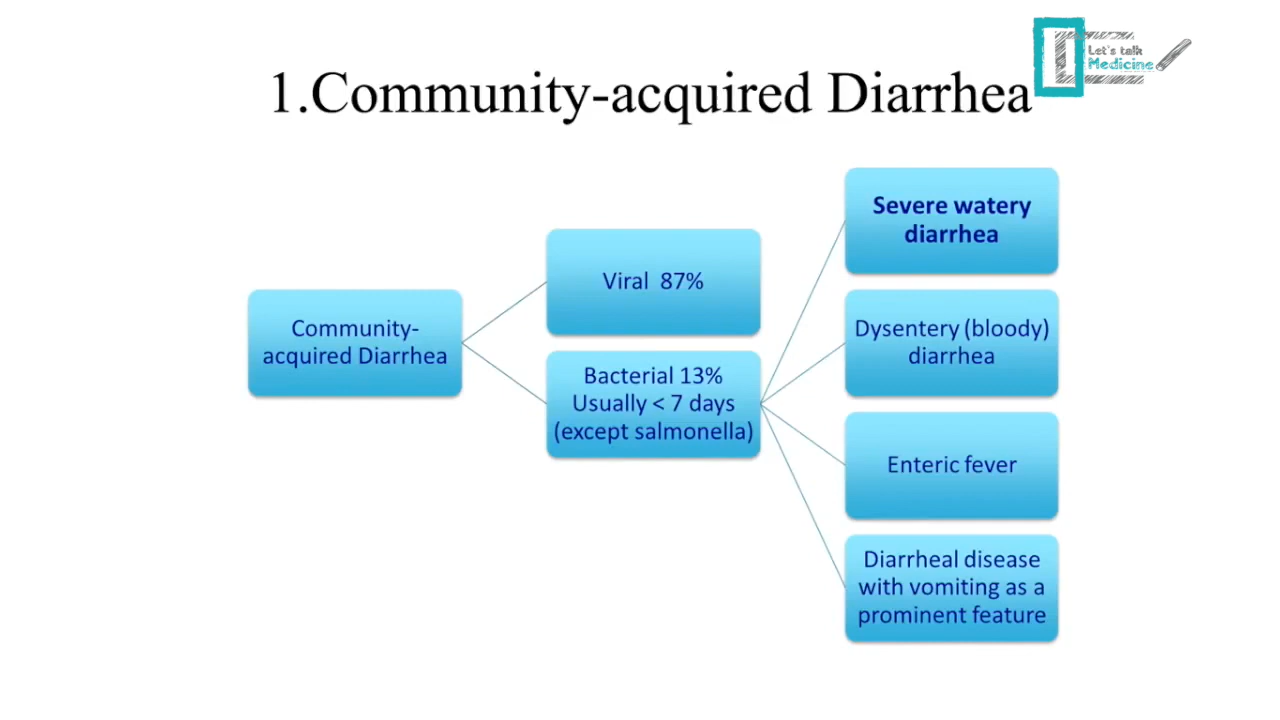 Let's talk
Medicine
1.Community-acquired Diarrhea
Community-
acquired Diarrhea
Viral 87%
Bacterial 13%
Usually < 7 days
(except salmonella)
Severe watery
diarrhea
Dysentery (bloody)
diarrhea
Enteric fever
Diarrheal disease
with vomiting as a
prominent feature